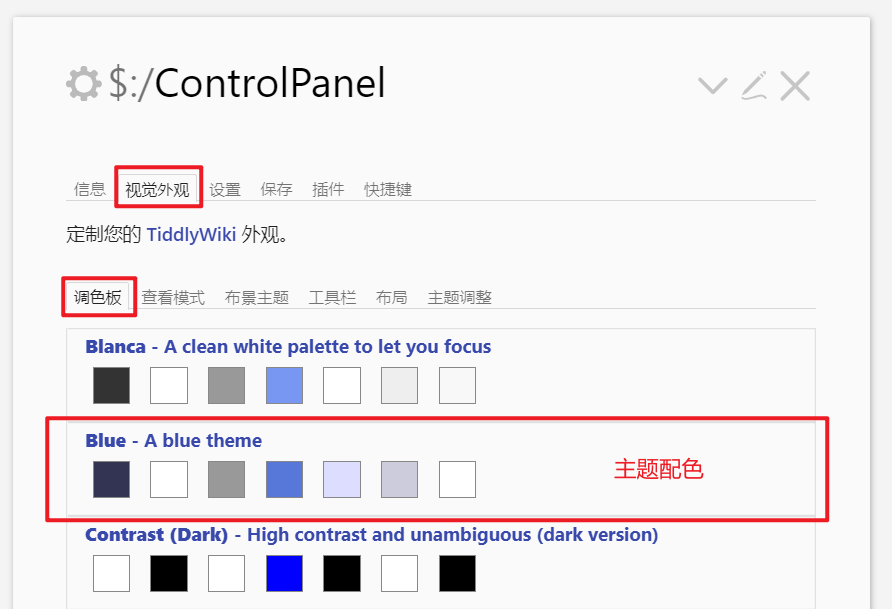 $:/ControlPanel
信息 视觉外观 设置 保存 插件 快捷键
定制您的 TiddlyWiki 外观。
调色板 查看模式 布景主题 工具栏 布局 主题调整
Blanca - A clean white palette to let you focus
Blue - A blue theme
主题配色
Contrast (Dark) - High contrast and unambiguous (dark version)